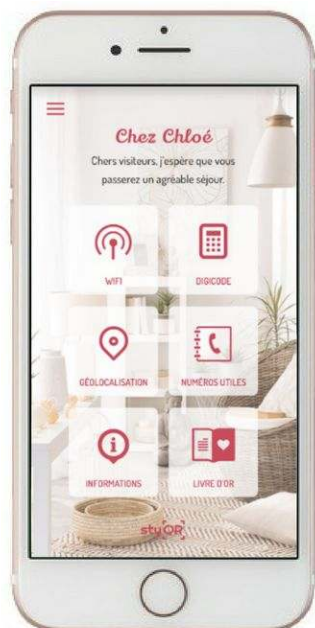 Chez Chloé
Chers visiteurs, j'espère que vous
passerez un agréable séjour.
WIFI
DIGICODE
GÉOLOCALISATION
NUMÉROS UTILES
INFORMATIONS
LIVRE D'OR
styQR